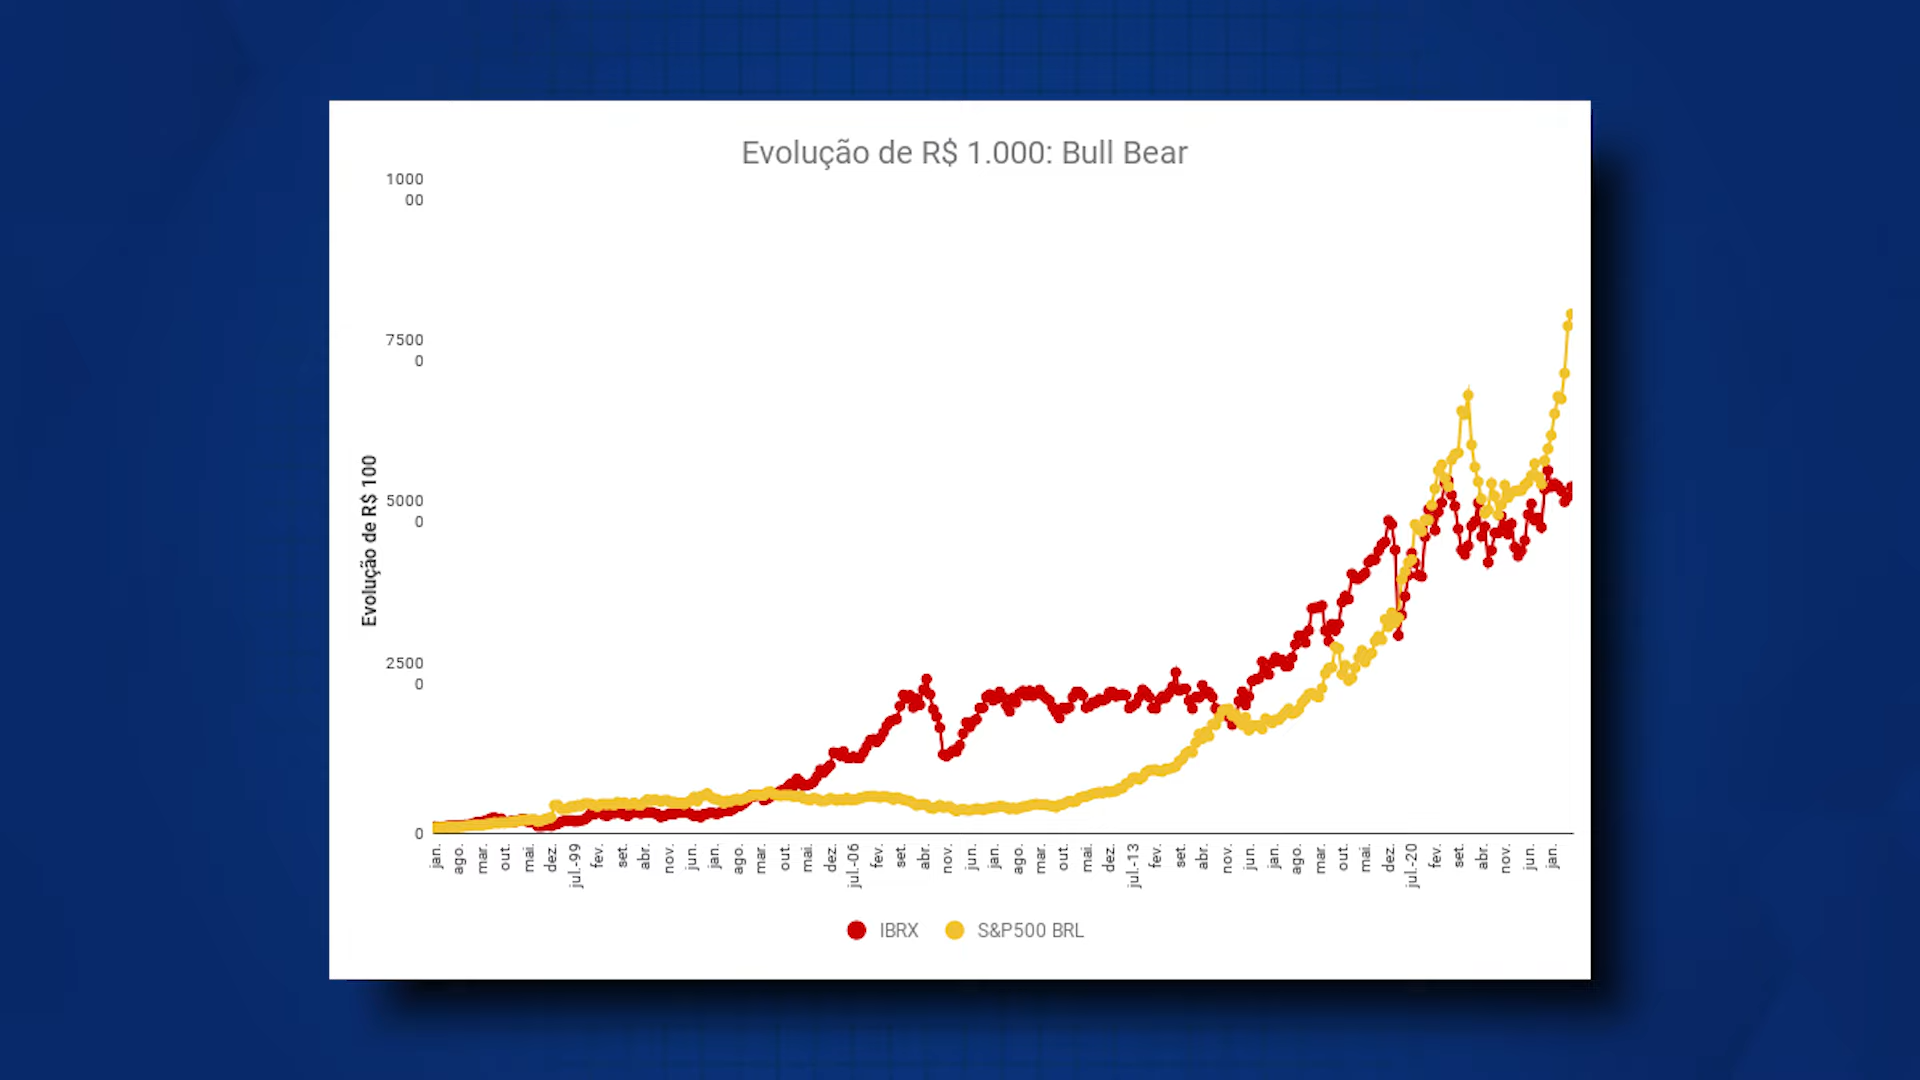 Evolução de R$ 1.000: Bull Bear
1000
00
7500
0
5000
0
2500
0
0
Evolução de R$ 100
jan.
ago.
mar.
out.
mai.
dez.
jul.-99
fev.
set.
abr.
nov.
jun.
jan.
ago.
mar.
out.
mai.
dez.
jul.-06
fev.
set.
abr.
nov.
jun.
jan.
ago.
mar.
out.
mai.
dez.
jul.-13
fev.
set.
abr.
nov.
jun.
jan.
ago.
mar.
out.
mai.
dez.
jul.-20
fev.
set.
abr.
nov.
jun.
jan.
IBRX
S&P500 BRL